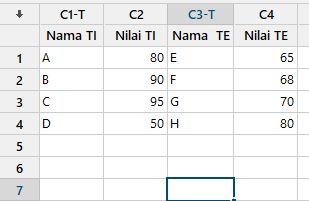 C1-T C2 C3-T C4
Nama TI Nilai TI Nama TE Nilai TE
1 A 80 E 65
2 B 90 F 68
3 C 95 G 70
4 D 50 H 80
5
6
7